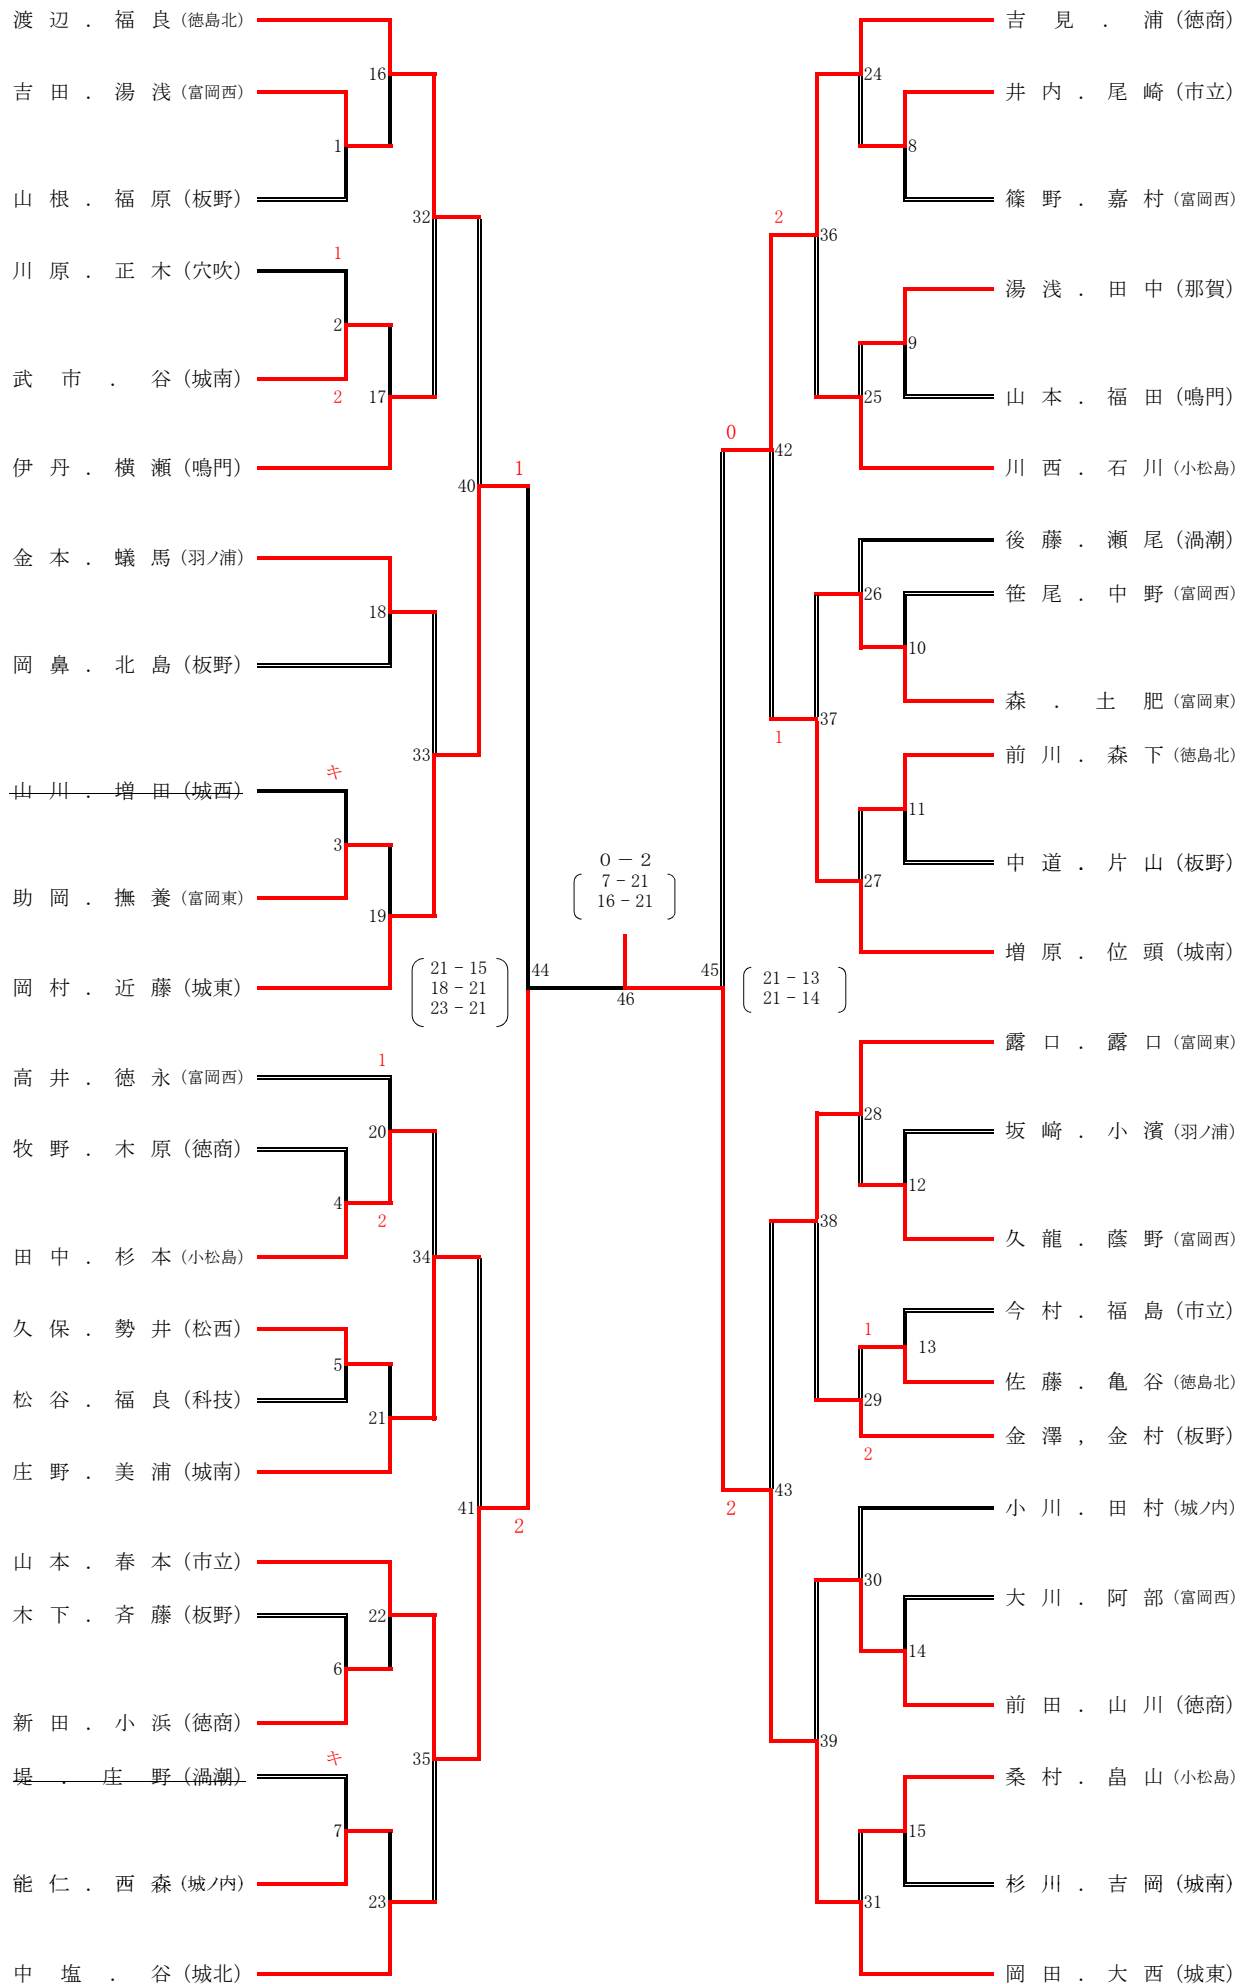 渡辺．福良（徳島北）
16
吉田．湯浅（富岡西）
1
山根．福原（板野）
32
1
川原．正木（穴吹）
2
武市．谷（城南）
2
17
伊丹．横瀬（鳴門）
1
40
金本．蟻馬（羽ノ浦）
18
岡鼻．北島（板野）
33
キ
山川．増田（城西）
3
助岡．撫養（富岡東）
19
岡村．近藤（城東）
21－15
18－21
23－21
44
1
高井．徳永（富岡西）
20
牧野．木原（徳商）
4
2
田中．杉本（小松島）
34
久保．勢井（松西）
5
松谷．福良（科技）
21
庄野．美浦（城南）
41
2
山本．春本（市立）
木下．斉藤（板野）
22
6
新田．小浜（徳商）
キ
35
堤．庄野（渦潮）
7
能仁．西森（城ノ内）
23
中塩．谷（城北）
0－2
7－21
16－21
46
吉見．浦（徳商）
24
井内．尾崎（市立）
8
篠野．嘉村（富岡西）
2
36
湯浅．田中（那賀）
9
山本．福田（鳴門）
25
0
42
川西．石川（小松島）
後藤．瀬尾（渦潮）
26
笹尾．中野（富岡西）
10
森．土肥（富岡東）
37
1
前川．森下（徳島北）
11
中道．片山（板野）
27
増原．位頭（城南）
45
21－13
21－14
露口．露口（富岡東）
28
坂﨑．小濱（羽ノ浦）
12
38
久龍．蔭野（富岡西）
今村．福島（市立）
1
13
佐藤．亀谷（徳島北）
29
金澤，金村（板野）
2
43
2
小川．田村（城ノ内）
30
大川．阿部（富岡西）
14
前田．山川（徳商）
39
桑村．畠山（小松島）
15
杉川．吉岡（城南）
31
岡田．大西（城東）